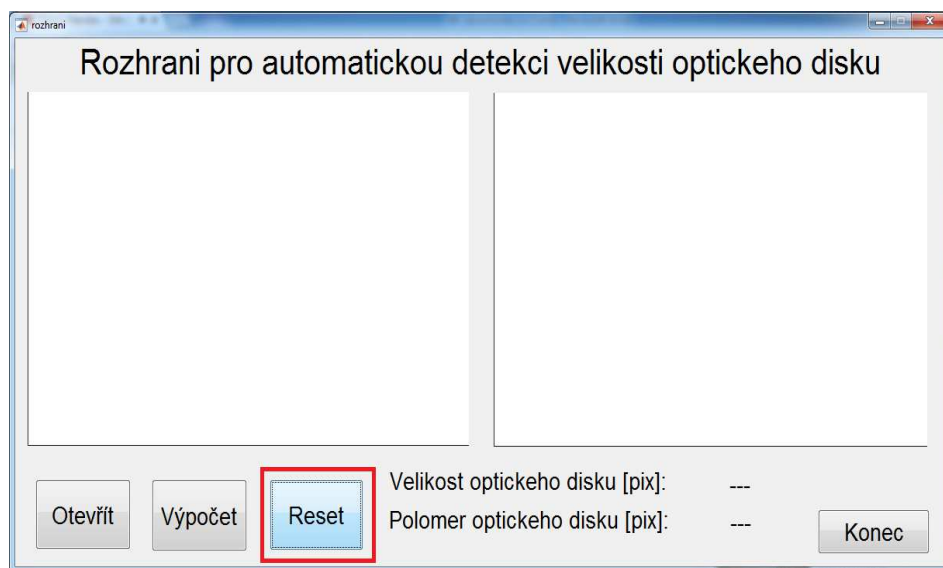 rozhrani
Rozhrani pro automatickou detekci velikosti optickeho disku
Velikost optickeho disku [pix]: ---
Otevřít Výpočet Reset Polomer optickeho disku [pix]: --- Konec